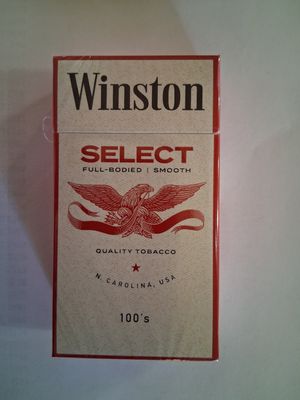 Winston
SELECT
FULL-BODIED | SMOOTH
QUALITY TOBACCO
N. CAROLINA, USA
100's